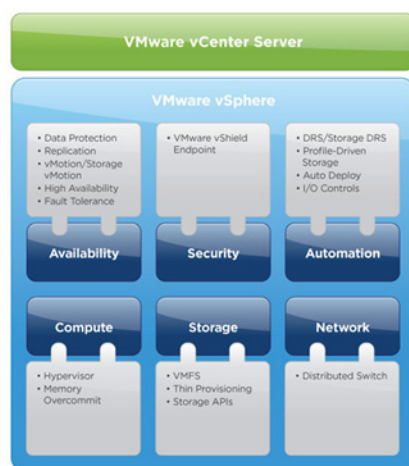 VMware vCenter Server
VMware vSphere
• Data Protection
• Replication
• vMotion/Storage
vMotion
• High Availability
• Fault Tolerance
Availability
• VMware vShield
Endpoint
Security
• DRS/Storage DRS
• Profile-Driven
Storage
• Auto Deploy
• I/O Controls
Automation
Compute
• Hypervisor
• Memory
Overcommit
Storage
• VMFS
• Thin Provisioning
• Storage APIs
Network
• Distributed Switch